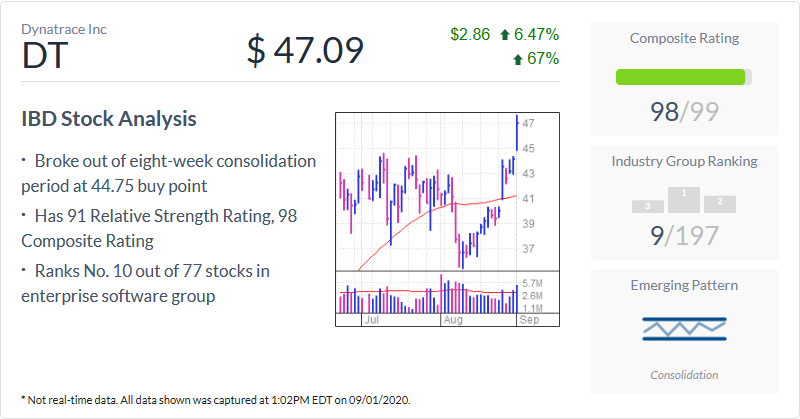 Dynatrace Inc
DT
$ 47.09
$2.86 6.47%
67%
IBD Stock Analysis
· Broke out of eight-week consolidation
period at 44.75 buy point
· Has 91 Relative Strength Rating, 98
Composite Rating
· Ranks No. 10 out of 77 stocks in
enterprise software group
47
45
43
41
39
37
5.7M
2.6M
1.1M
Jul Aug Sep
Composite Rating
98/99
Industry Group Ranking
3 1 2
9/197
Emerging Pattern
Consolidation
* Not real-time data. All data shown was captured at 1:02PM EDT on 09/01/2020.